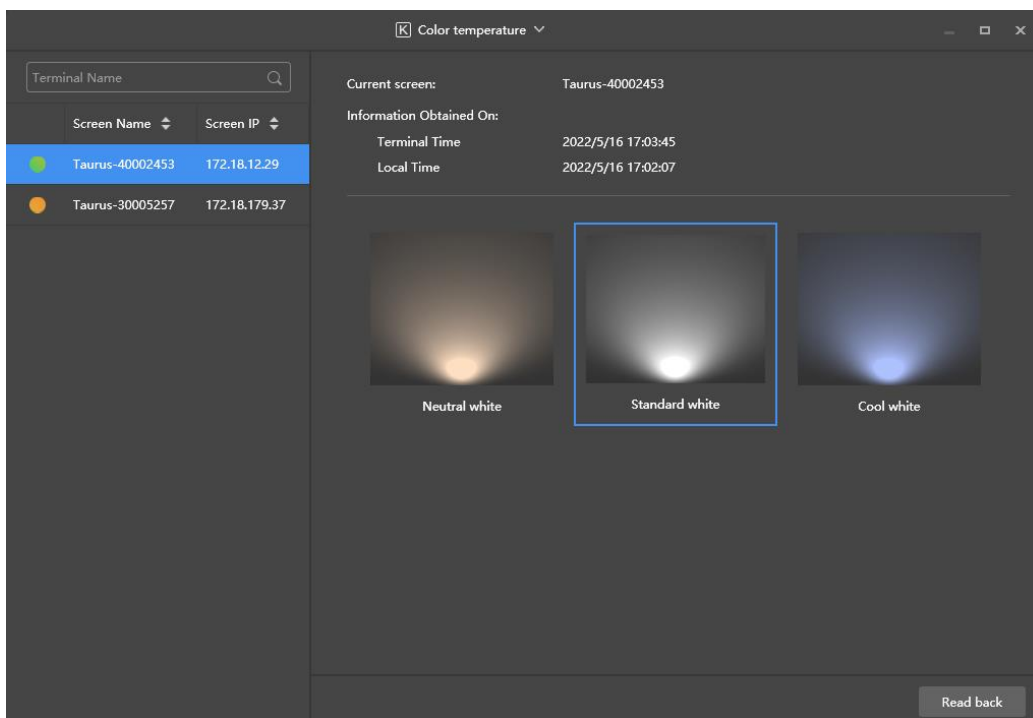 K Color temperature
Terminal Name
Screen Name Screen IP
Taurus-40002453 172.18.12.29
Taurus-30005257 172.18.179.37
Current screen: Taurus-40002453
Information Obtained On:
Terminal Time 2022/5/16 17:03:45
Local Time 2022/5/16 17:02:07
Neutral white Standard white Cool white
Read back